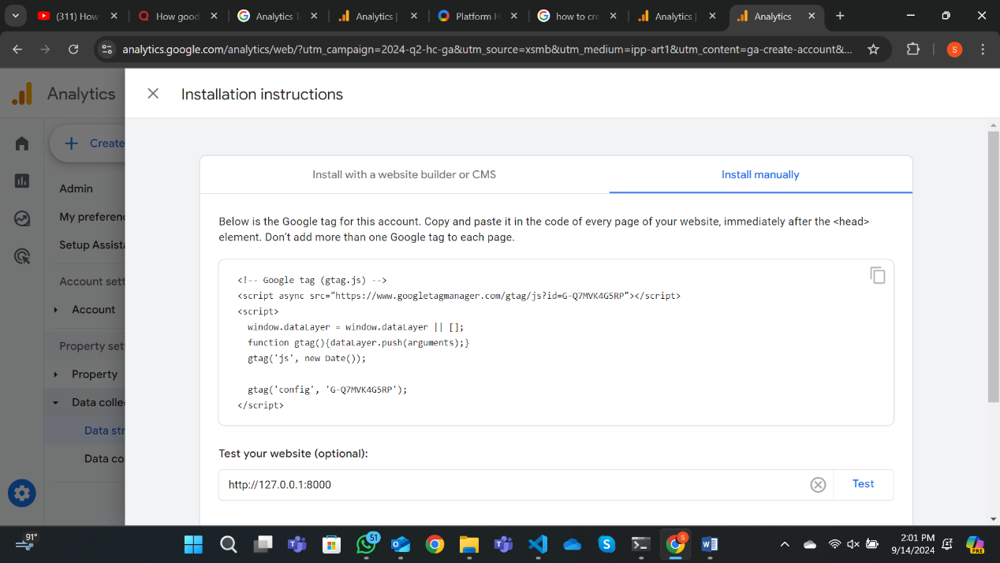 (311) How
How good
Analytics
Analytics |
Platform H
how to cre
Analytics |
Analytics
analytics.google.com/analytics/web/?utm_campaign=2024-q2-hc-ga&utm_source=xsmb&utm_medium=ipp-art1&utm_content=ga-create-account&...
S
Analytics
Installation instructions
Create
Admin
My preferen
Setup Assista
Account sett
Account
Property set
Property
Data colle
Data str
Data co
Install with a website builder or CMS
Install manually
Below is the Google tag for this account. Copy and paste it in the code of every page of your website, immediately after the <head>
element. Don't add more than one Google tag to each page.
<!-- Google tag (gtag.js) -->
<script async src="https://www.googletagmanager.com/gtag/js?id=G-Q7MVK4G5RP"></script>
<script>
window.dataLayer = window.dataLayer || [];
function gtag(){dataLayer.push(arguments);}
gtag('js', new Date());
gtag('config', 'G-Q7MVK4G5RP');
</script>
Test your website (optional):
http://127.0.0.1:8000
Test
91°
51
S
2:01 PM
9/14/2024
PRE